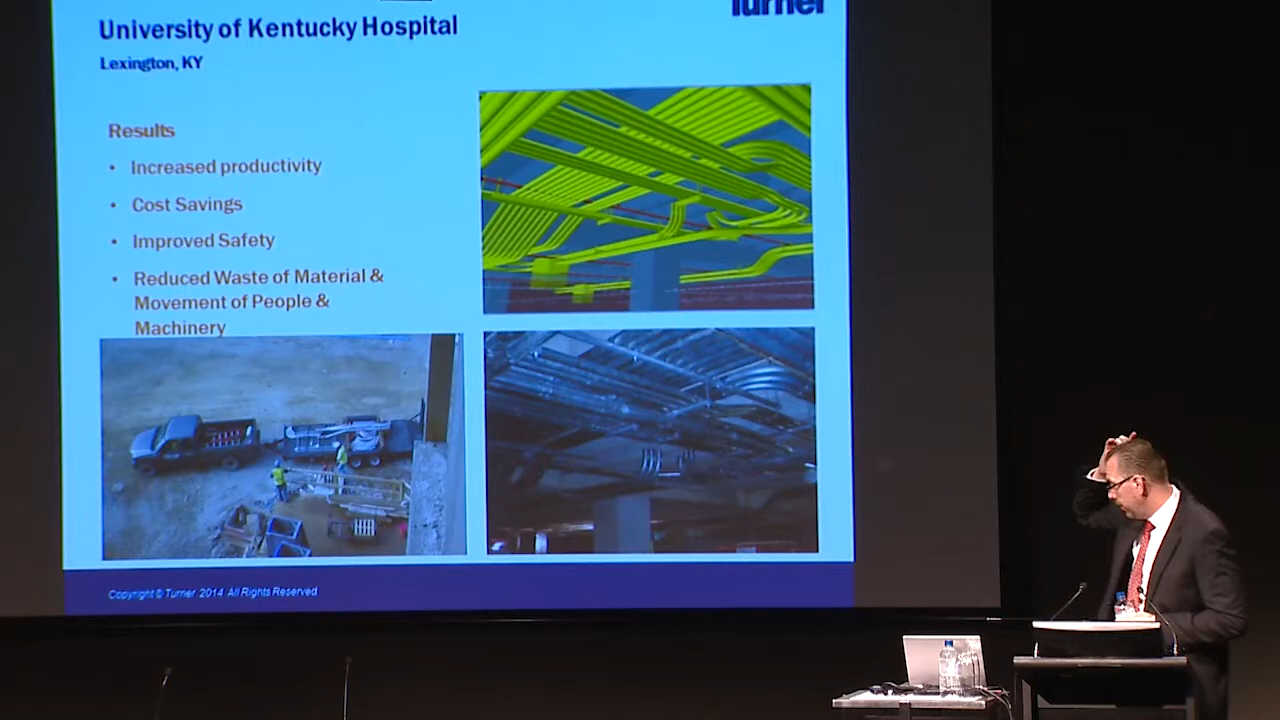 Turner
University of Kentucky Hospital
Lexington, KY
Results
• Increased productivity
• Cost Savings
• Improved Safety
• Reduced Waste of Material &
Movement of People &
Machinery
Copyright © Turner 2014 All Rights Reserved